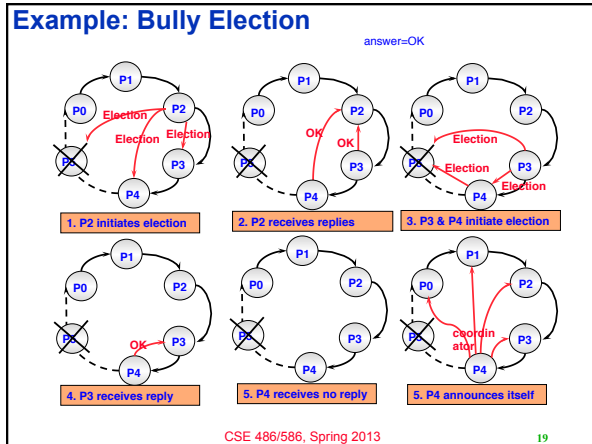 Example: Bully Election
answer=OK
P1
P0
P2
Election
Election
Election
P3
P4
1. P2 initiates election
P1
P0
P2
OK
OK
P3
P4
2. P2 receives replies
P1
P0
P2
Election
P3
Election
Election
P4
3. P3 & P4 initiate election
P1
P0
P2
P3
OK
P4
4. P3 receives reply
P1
P0
P2
P3
P4
5. P4 receives no reply
P1
P0
P2
coordin
ator
P3
P4
5. P4 announces itself
CSE 486/586, Spring 2013
19